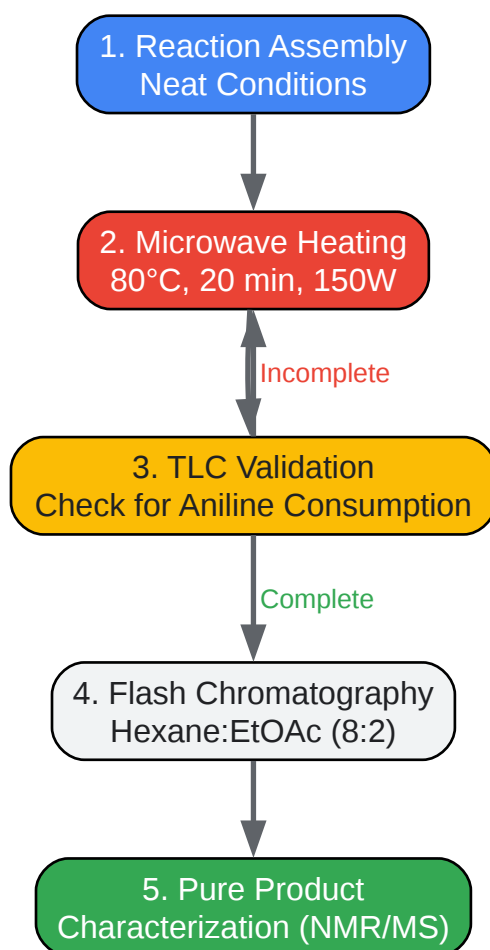 1. Reaction Assembly
Neat Conditions
2. Microwave Heating
80°C, 20 min, 150W
Incomplete
3. TLC Validation
Check for Aniline Consumption
Complete
4. Flash Chromatography
Hexane:EtOAc (8:2)
5. Pure Product
Characterization (NMR/MS)